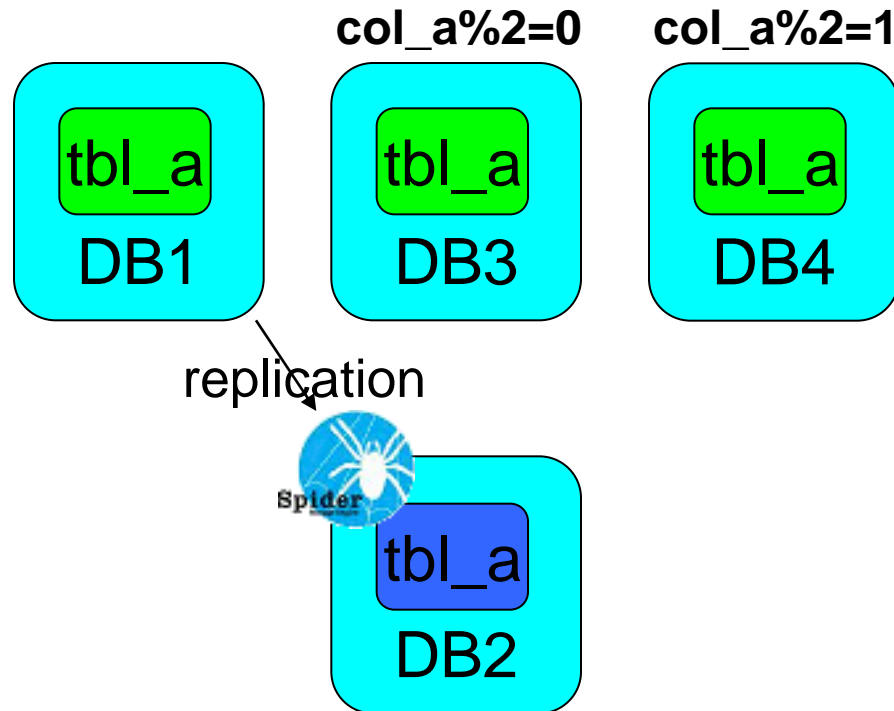 col_a%2=0 col_a%2=1
tbl_a tbl_a tbl_a
DB1 DB3 DB4
replication
Spider
tbl_a
DB2